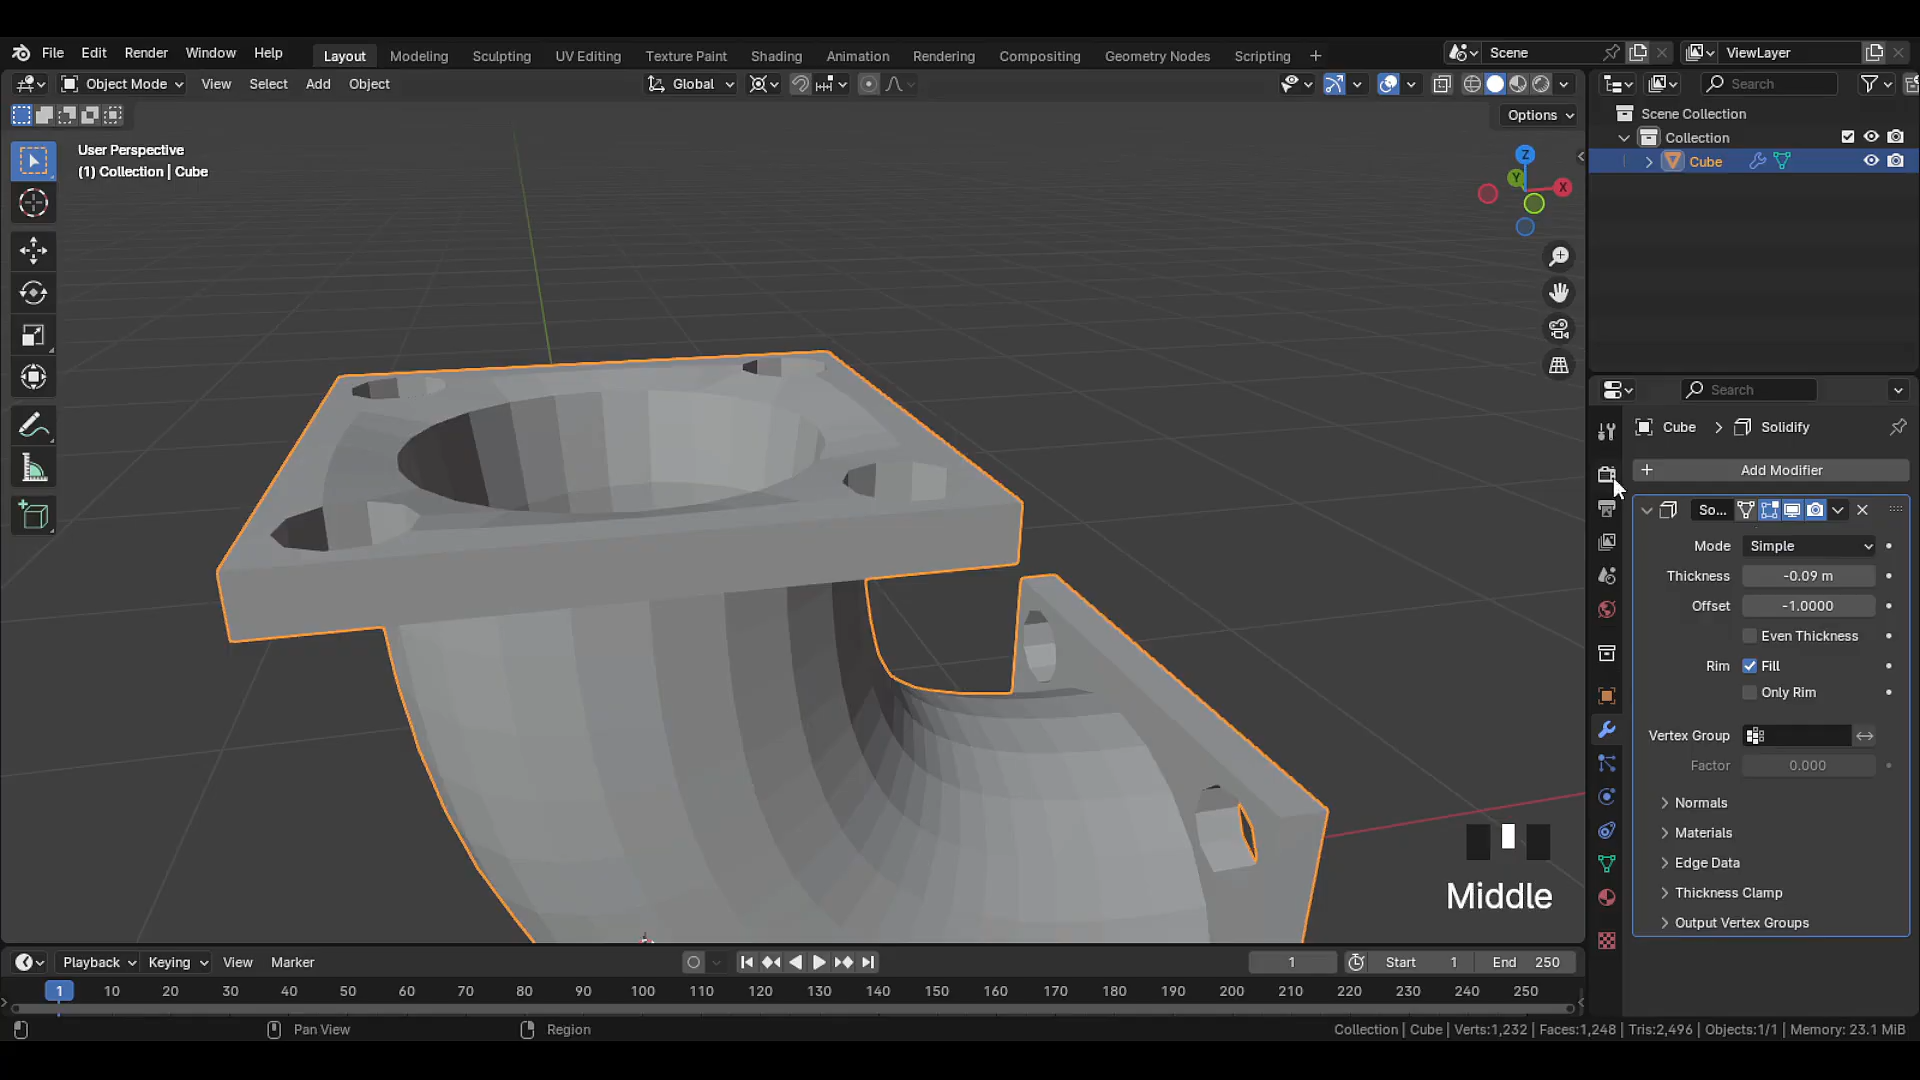 File Edit Render Window Help Layout Modeling Sculpting UV Editing Texture Paint Shading Animation Rendering Compositing Geometry Nodes Scripting + Scene ViewLayer
Object Mode View Select Add Object Global Search
Options
User Perspective
(1) Collection | Cube
Z
Y
X
Scene Collection
Collection
Cube
Search
Cube > Solidify
+ Add Modifier
So...
Mode Simple
Thickness -0.09 m
Offset -1.0000
Even Thickness
Rim Fill
Only Rim
Vertex Group
Factor 0.000
Normals
Materials
Edge Data
Thickness Clamp
Output Vertex Groups
Middle
Playback Keying View Marker 1 Start 1 End 250
1 10 20 30 40 50 60 70 80 90 100 110 120 130 140 150 160 170 180 190 200 210 220 230 240 250
Pan View Region Collection | Cube | Verts:1,232 | Faces:1,248 | Tris:2,496 | Objects:1/1 | Memory: 23.1 MiB